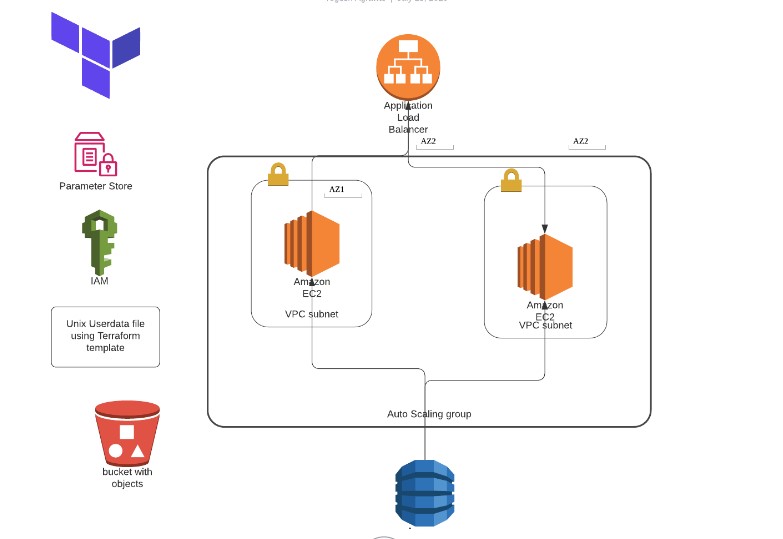 Application
Load
Balancer
AZ2
AZ2
AZ1
Parameter Store
IAM
Amazon
EC2
VPC subnet
Amazon
EC2
VPC subnet
Unix Userdata file
using Terraform
template
Auto Scaling group
bucket with
objects